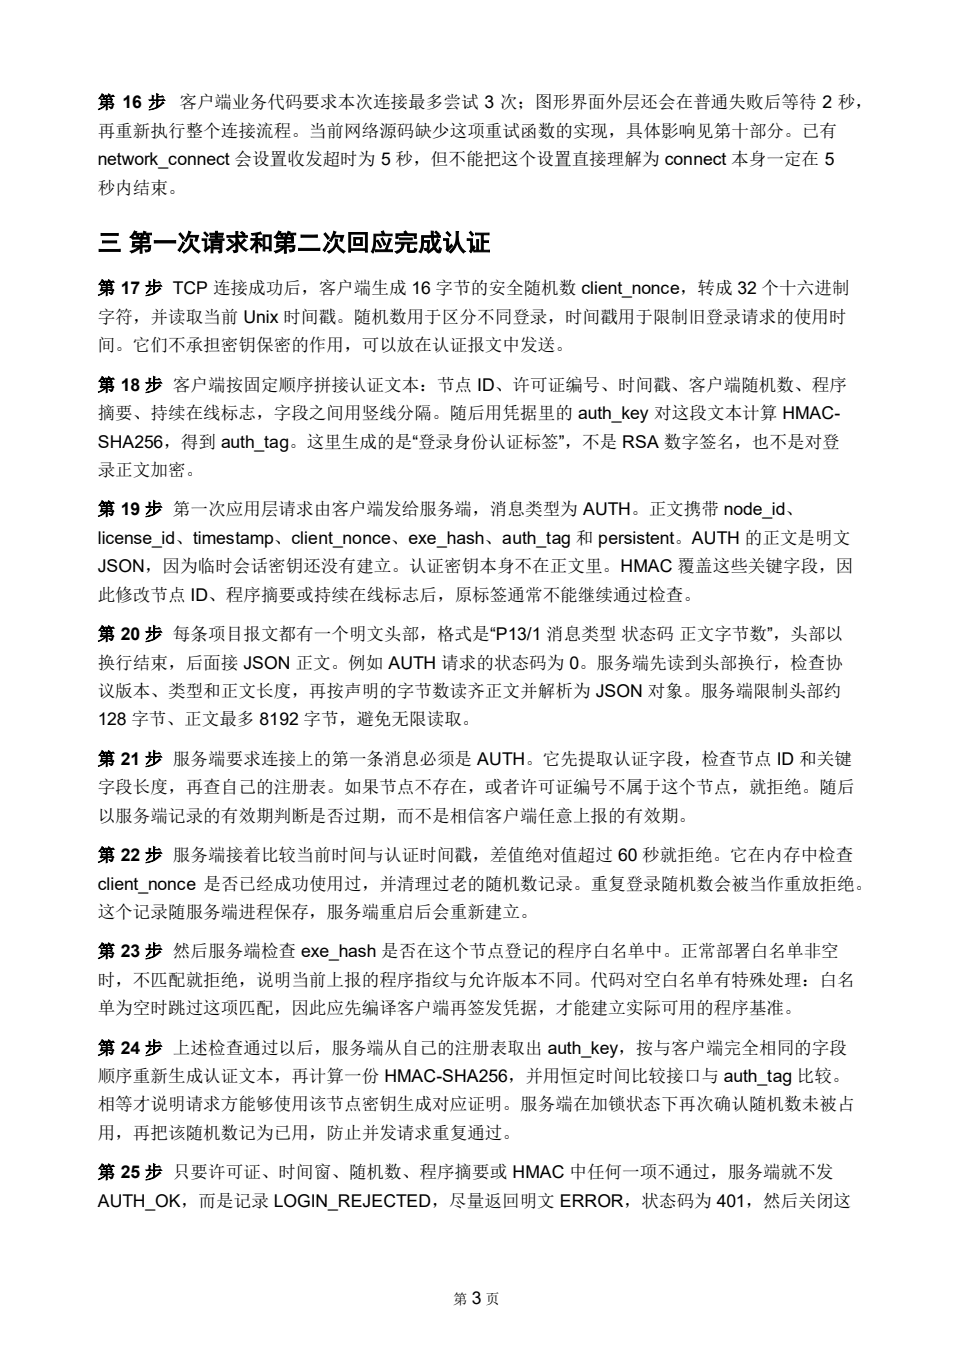 第 16 步 客户端业务代码要求本次连接最多尝试 3 次；图形界面外层还会在普通失败后等待 2 秒，
再重新执行整个连接流程。当前网络源码缺少这项重试函数的实现，具体影响见第十部分。已有
network_connect 会设置收发超时为 5 秒，但不能把这个设置直接理解为 connect 本身一定在 5
秒内结束。
三 第一次请求和第二次回应完成认证
第 17 步 TCP 连接成功后，客户端生成 16 字节的安全随机数 client_nonce，转成 32 个十六进制
字符，并读取当前 Unix 时间戳。随机数用于区分不同登录，时间戳用于限制旧登录请求的使用时
间。它们不承担密钥保密的作用，可以放在认证报文中发送。
第 18 步 客户端按固定顺序拼接认证文本：节点 ID、许可证编号、时间戳、客户端随机数、程序
摘要、持续在线标志，字段之间用竖线分隔。随后用凭据里的 auth_key 对这段文本计算 HMAC-
SHA256，得到 auth_tag。这里生成的是“登录身份认证标签”，不是 RSA 数字签名，也不是对登
录正文加密。
第 19 步 第一次应用层请求由客户端发给服务端，消息类型为 AUTH。正文携带 node_id、
license_id、timestamp、client_nonce、exe_hash、auth_tag 和 persistent。AUTH 的正文是明文
JSON，因为临时会话密钥还没有建立。认证密钥本身不在正文里。HMAC 覆盖这些关键字段，因
此修改节点 ID、程序摘要或持续在线标志后，原标签通常不能继续通过检查。
第 20 步 每条项目报文都有一个明文头部，格式是“P13/1 消息类型 状态码 正文字节数”，头部以
换行结束，后面接 JSON 正文。例如 AUTH 请求的状态码为 0。服务端先读到头部换行，检查协
议版本、类型和正文长度，再按声明的字节数读齐正文并解析为 JSON 对象。服务端限制头部约
128 字节、正文最多 8192 字节，避免无限读取。
第 21 步 服务端要求连接上的第一条消息必须是 AUTH。它先提取认证字段，检查节点 ID 和关键
字段长度，再查自己的注册表。如果节点不存在，或者许可证编号不属于这个节点，就拒绝。随后
以服务端记录的有效期判断是否过期，而不是相信客户端任意上报的有效期。
第 22 步 服务端接着比较当前时间与认证时间戳，差值绝对值超过 60 秒就拒绝。它在内存中检查
client_nonce 是否已经成功使用过，并清理过老的随机数记录。重复登录随机数会被当作重放拒绝。
这个记录随服务端进程保存，服务端重启后会重新建立。
第 23 步 然后服务端检查 exe_hash 是否在这个节点登记的程序白名单中。正常部署白名单非空
时，不匹配就拒绝，说明当前上报的程序指纹与允许版本不同。代码对空白名单有特殊处理：白名
单为空时跳过这项匹配，因此应先编译客户端再签发凭据，才能建立实际可用的程序基准。
第 24 步 上述检查通过以后，服务端从自己的注册表取出 auth_key，按与客户端完全相同的字段
顺序重新生成认证文本，再计算一份 HMAC-SHA256，并用恒定时间比较接口与 auth_tag 比较。
相等才说明请求方能够使用该节点密钥生成对应证明。服务端在加锁状态下再次确认随机数未被占
用，再把该随机数记为已用，防止并发请求重复通过。
第 25 步 只要许可证、时间窗、随机数、程序摘要或 HMAC 中任何一项不通过，服务端就不发
AUTH_OK，而是记录 LOGIN_REJECTED，尽量返回明文 ERROR，状态码为 401，然后关闭这
第 3 页